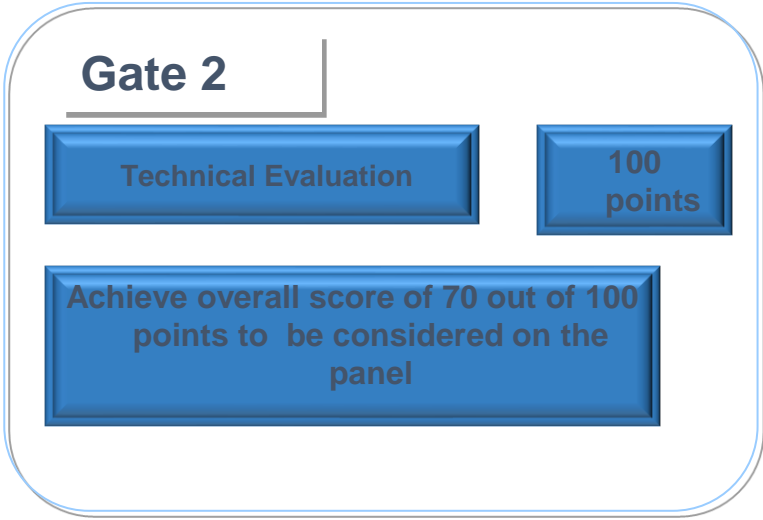 Gate 2
Technical Evaluation
100
points
Achieve overall score of 70 out of 100
points to be considered on the
panel